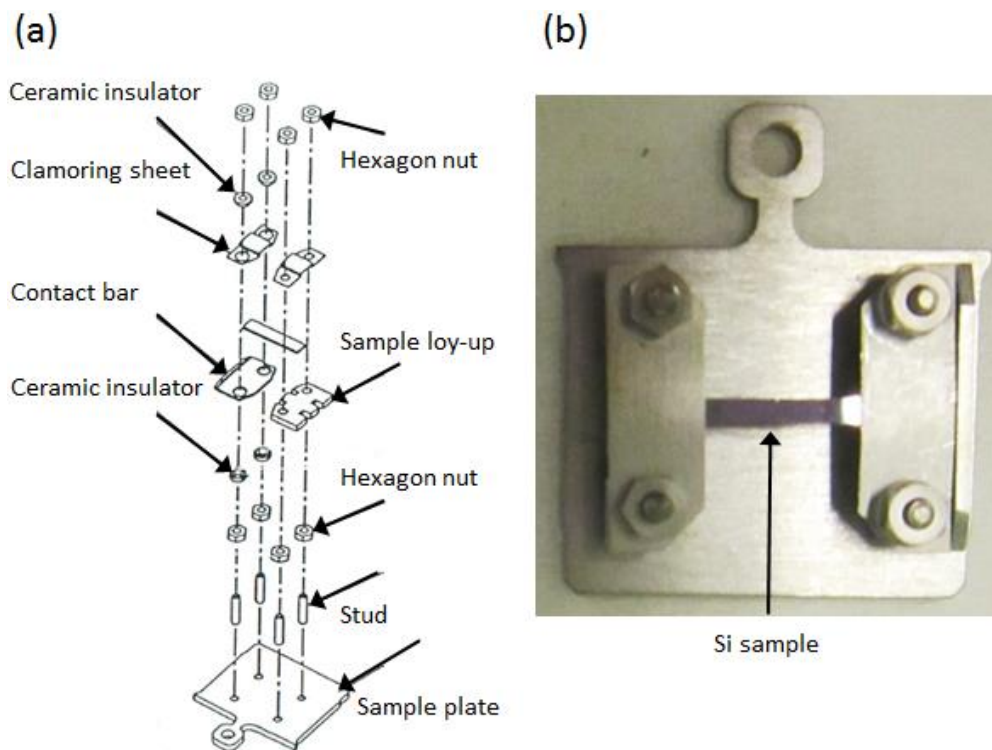 (a)
Ceramic insulator
Clamoring sheet
Hexagon nut
Contact bar
Sample loy-up
Ceramic insulator
Hexagon nut
Stud
Sample plate
(b)
Si sample